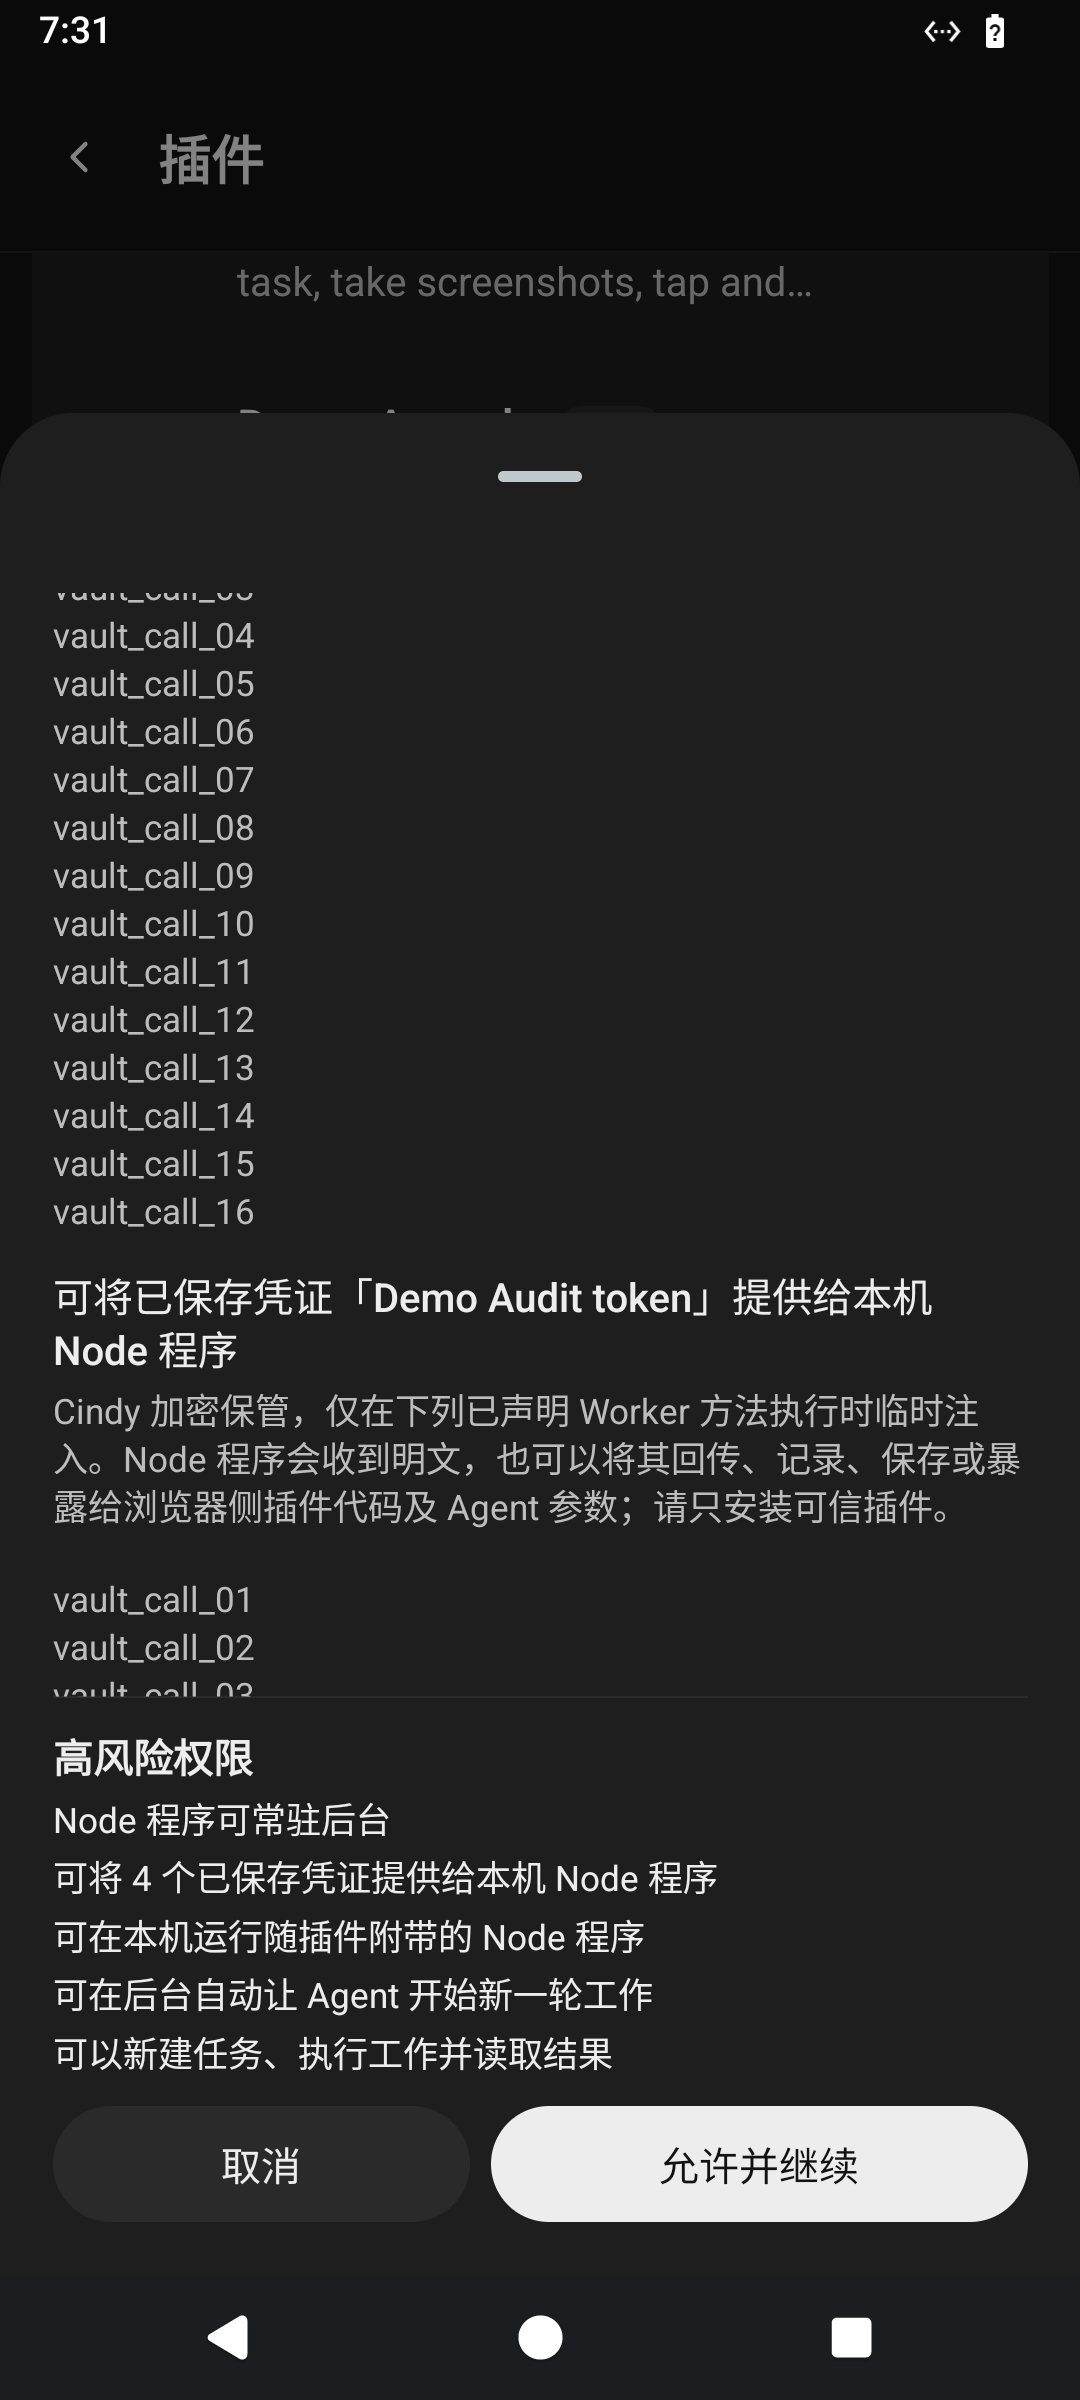 7:31
插件
task, take screenshots, tap and…
vault_call_03
vault_call_04
vault_call_05
vault_call_06
vault_call_07
vault_call_08
vault_call_09
vault_call_10
vault_call_11
vault_call_12
vault_call_13
vault_call_14
vault_call_15
vault_call_16
可将已保存凭证「Demo Audit token」提供给本机
Node 程序
Cindy 加密保管，仅在下列已声明 Worker 方法执行时临时注
入。Node 程序会收到明文，也可以将其回传、记录、保存或暴
露给浏览器侧插件代码及 Agent 参数；请只安装可信插件。
vault_call_01
vault_call_02
vault_call_03
高风险权限
Node 程序可常驻后台
可将 4 个已保存凭证提供给本机 Node 程序
可在本机运行随插件附带的 Node 程序
可在后台自动让 Agent 开始新一轮工作
可以新建任务、执行工作并读取结果
取消
允许并继续